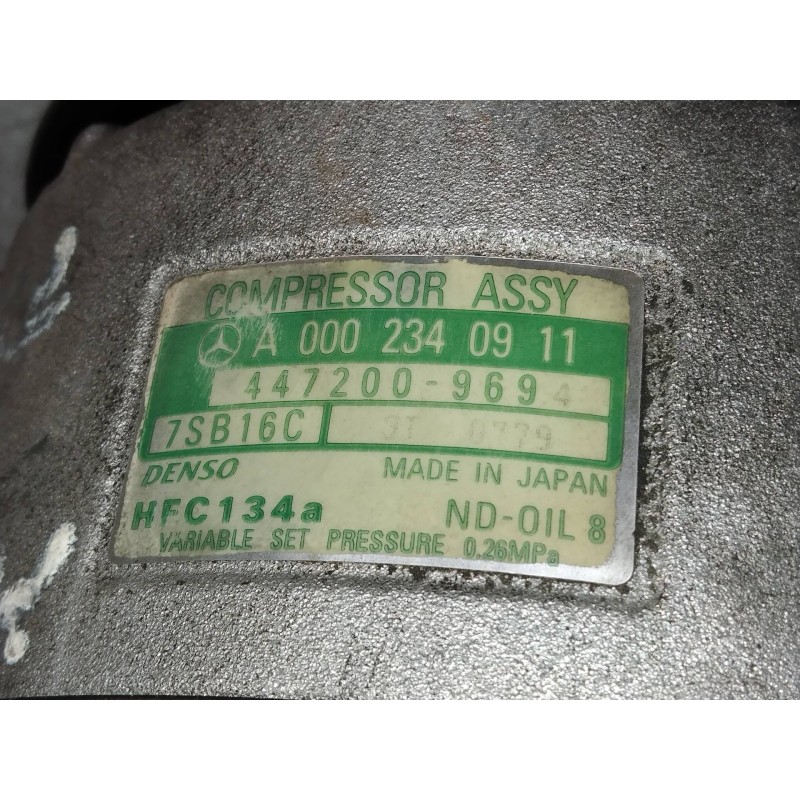 COMPRESSOR ASSY
A 000 234 09 11
447200-9694
7SB16C
DENSO MADE IN JAPAN
HFC134a ND-OIL 8
VARIABLE SET PRESSURE 0.26MPa